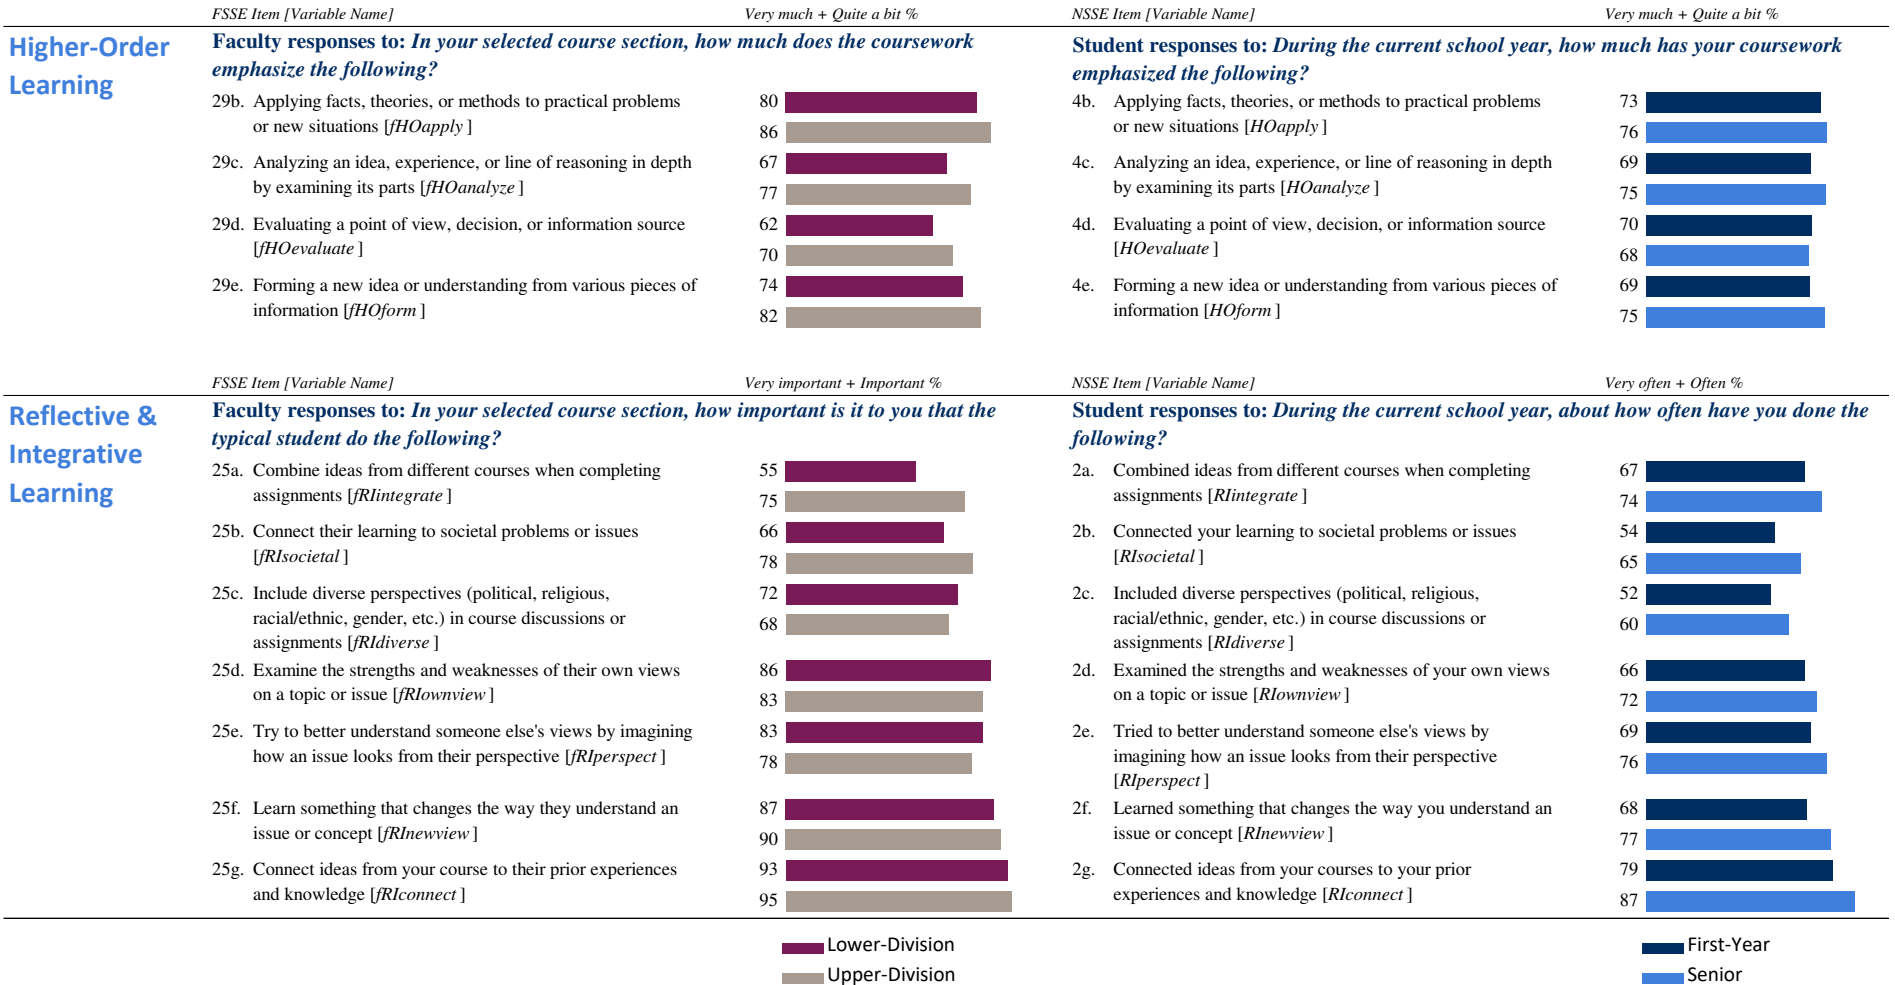 FSSE Item [Variable Name] Very much + Quite a bit % NSSE Item [Variable Name] Very much + Quite a bit %
Higher-Order
Learning
Faculty responses to: In your selected course section, how much does the coursework
emphasize the following?
29b. Applying facts, theories, or methods to practical problems 80
or new situations [fHOapply ] 86
29c. Analyzing an idea, experience, or line of reasoning in depth 67
by examining its parts [fHOanalyze ] 77
29d. Evaluating a point of view, decision, or information source 62
[fHOevaluate ] 70
29e. Forming a new idea or understanding from various pieces of 74
information [fHOform ] 82
Student responses to: During the current school year, how much has your coursework
emphasized the following?
4b. Applying facts, theories, or methods to practical problems 73
or new situations [HOapply ] 76
4c. Analyzing an idea, experience, or line of reasoning in depth 69
by examining its parts [HOanalyze ] 75
4d. Evaluating a point of view, decision, or information source 70
[HOevaluate ] 68
4e. Forming a new idea or understanding from various pieces of 69
information [HOform ] 75
FSSE Item [Variable Name] Very important + Important % NSSE Item [Variable Name] Very often + Often %
Reflective &
Integrative
Learning
Faculty responses to: In your selected course section, how important is it to you that the
typical student do the following?
25a. Combine ideas from different courses when completing 55
assignments [fRIintegrate ] 75
25b. Connect their learning to societal problems or issues 66
[fRIsocietal ] 78
25c. Include diverse perspectives (political, religious, 72
racial/ethnic, gender, etc.) in course discussions or 68
assignments [fRIdiverse ]
25d. Examine the strengths and weaknesses of their own views 86
on a topic or issue [fRIownview ] 83
25e. Try to better understand someone else's views by imagining 83
how an issue looks from their perspective [fRIperspect ] 78
25f. Learn something that changes the way they understand an 87
issue or concept [fRInewview ] 90
25g. Connect ideas from your course to their prior experiences 93
and knowledge [fRIconnect ] 95
Student responses to: During the current school year, about how often have you done the
following?
2a. Combined ideas from different courses when completing 67
assignments [RIintegrate ] 74
2b. Connected your learning to societal problems or issues 54
[RIsocietal ] 65
2c. Included diverse perspectives (political, religious, 52
racial/ethnic, gender, etc.) in course discussions or 60
assignments [RIdiverse ]
2d. Examined the strengths and weaknesses of your own views 66
on a topic or issue [RIownview ] 72
2e. Tried to better understand someone else's views by 69
imagining how an issue looks from their perspective 76
[RIperspect ]
2f. Learned something that changes the way you understand an 68
issue or concept [RInewview ] 77
2g. Connected ideas from your courses to your prior 79
experiences and knowledge [RIconnect ] 87
Lower-Division
Upper-Division
First-Year
Senior